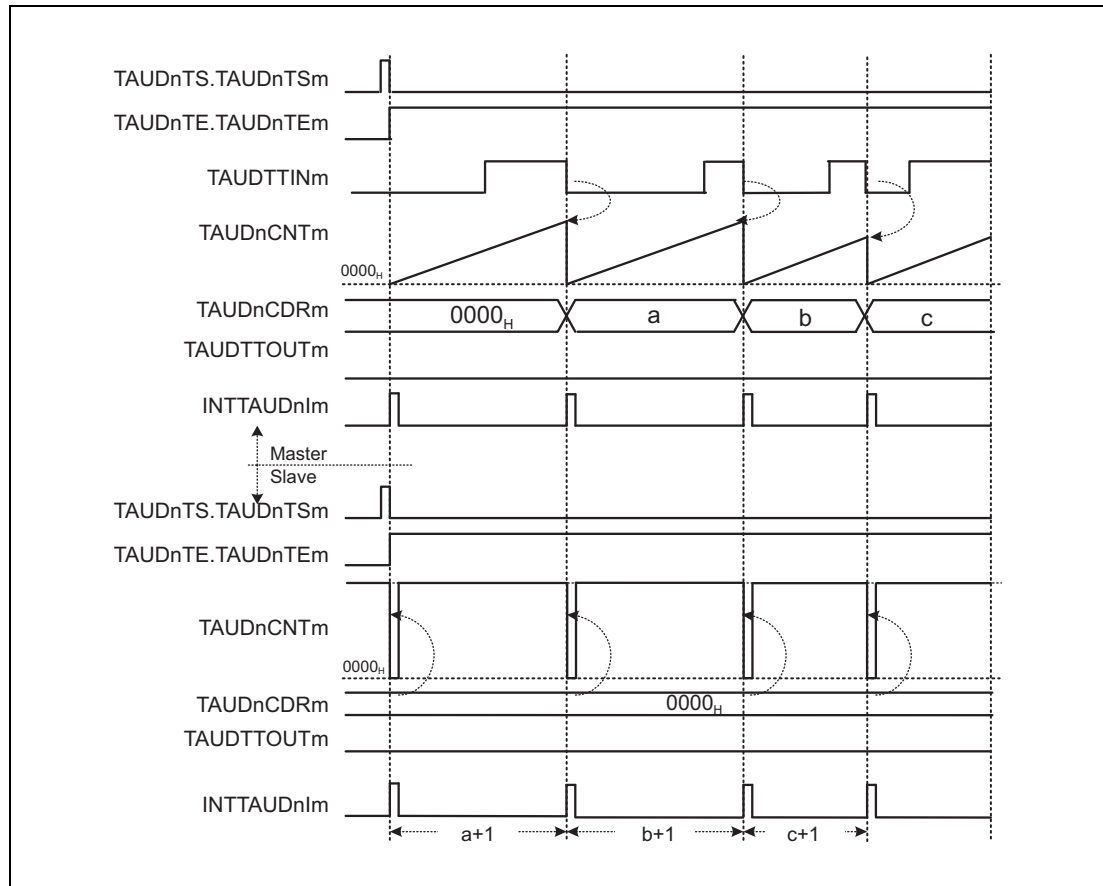 TAUDnTS.TAUDnTSm
TAUDnTE.TAUDnTEm
TAUDTTINm
TAUDnCNTm
0000H
TAUDnCDRm
0000H
a
b
c
TAUDTTOUTm
INTTAUDnIm
Master
Slave
TAUDnTS.TAUDnTSm
TAUDnTE.TAUDnTEm
TAUDnCNTm
0000H
TAUDnCDRm
0000H
TAUDTTOUTm
INTTAUDnIm
a+1
b+1
c+1